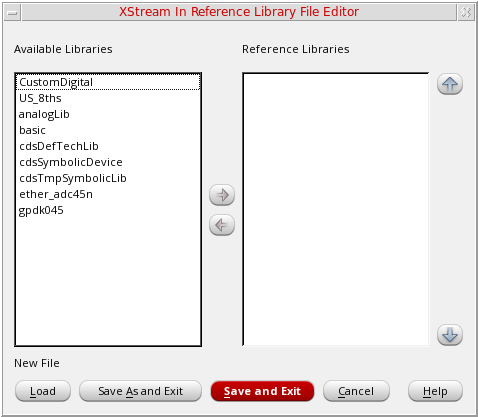 XStream In Reference Library File Editor
Available Libraries
Reference Libraries
CustomDigital
US_8ths
analogLib
basic
cdsDefTechLib
cdsSymbolicDevice
cdsTmpSymbolicLib
ether_adc45n
gpdk045
New File
Load
Save As and Exit
Save and Exit
Cancel
Help